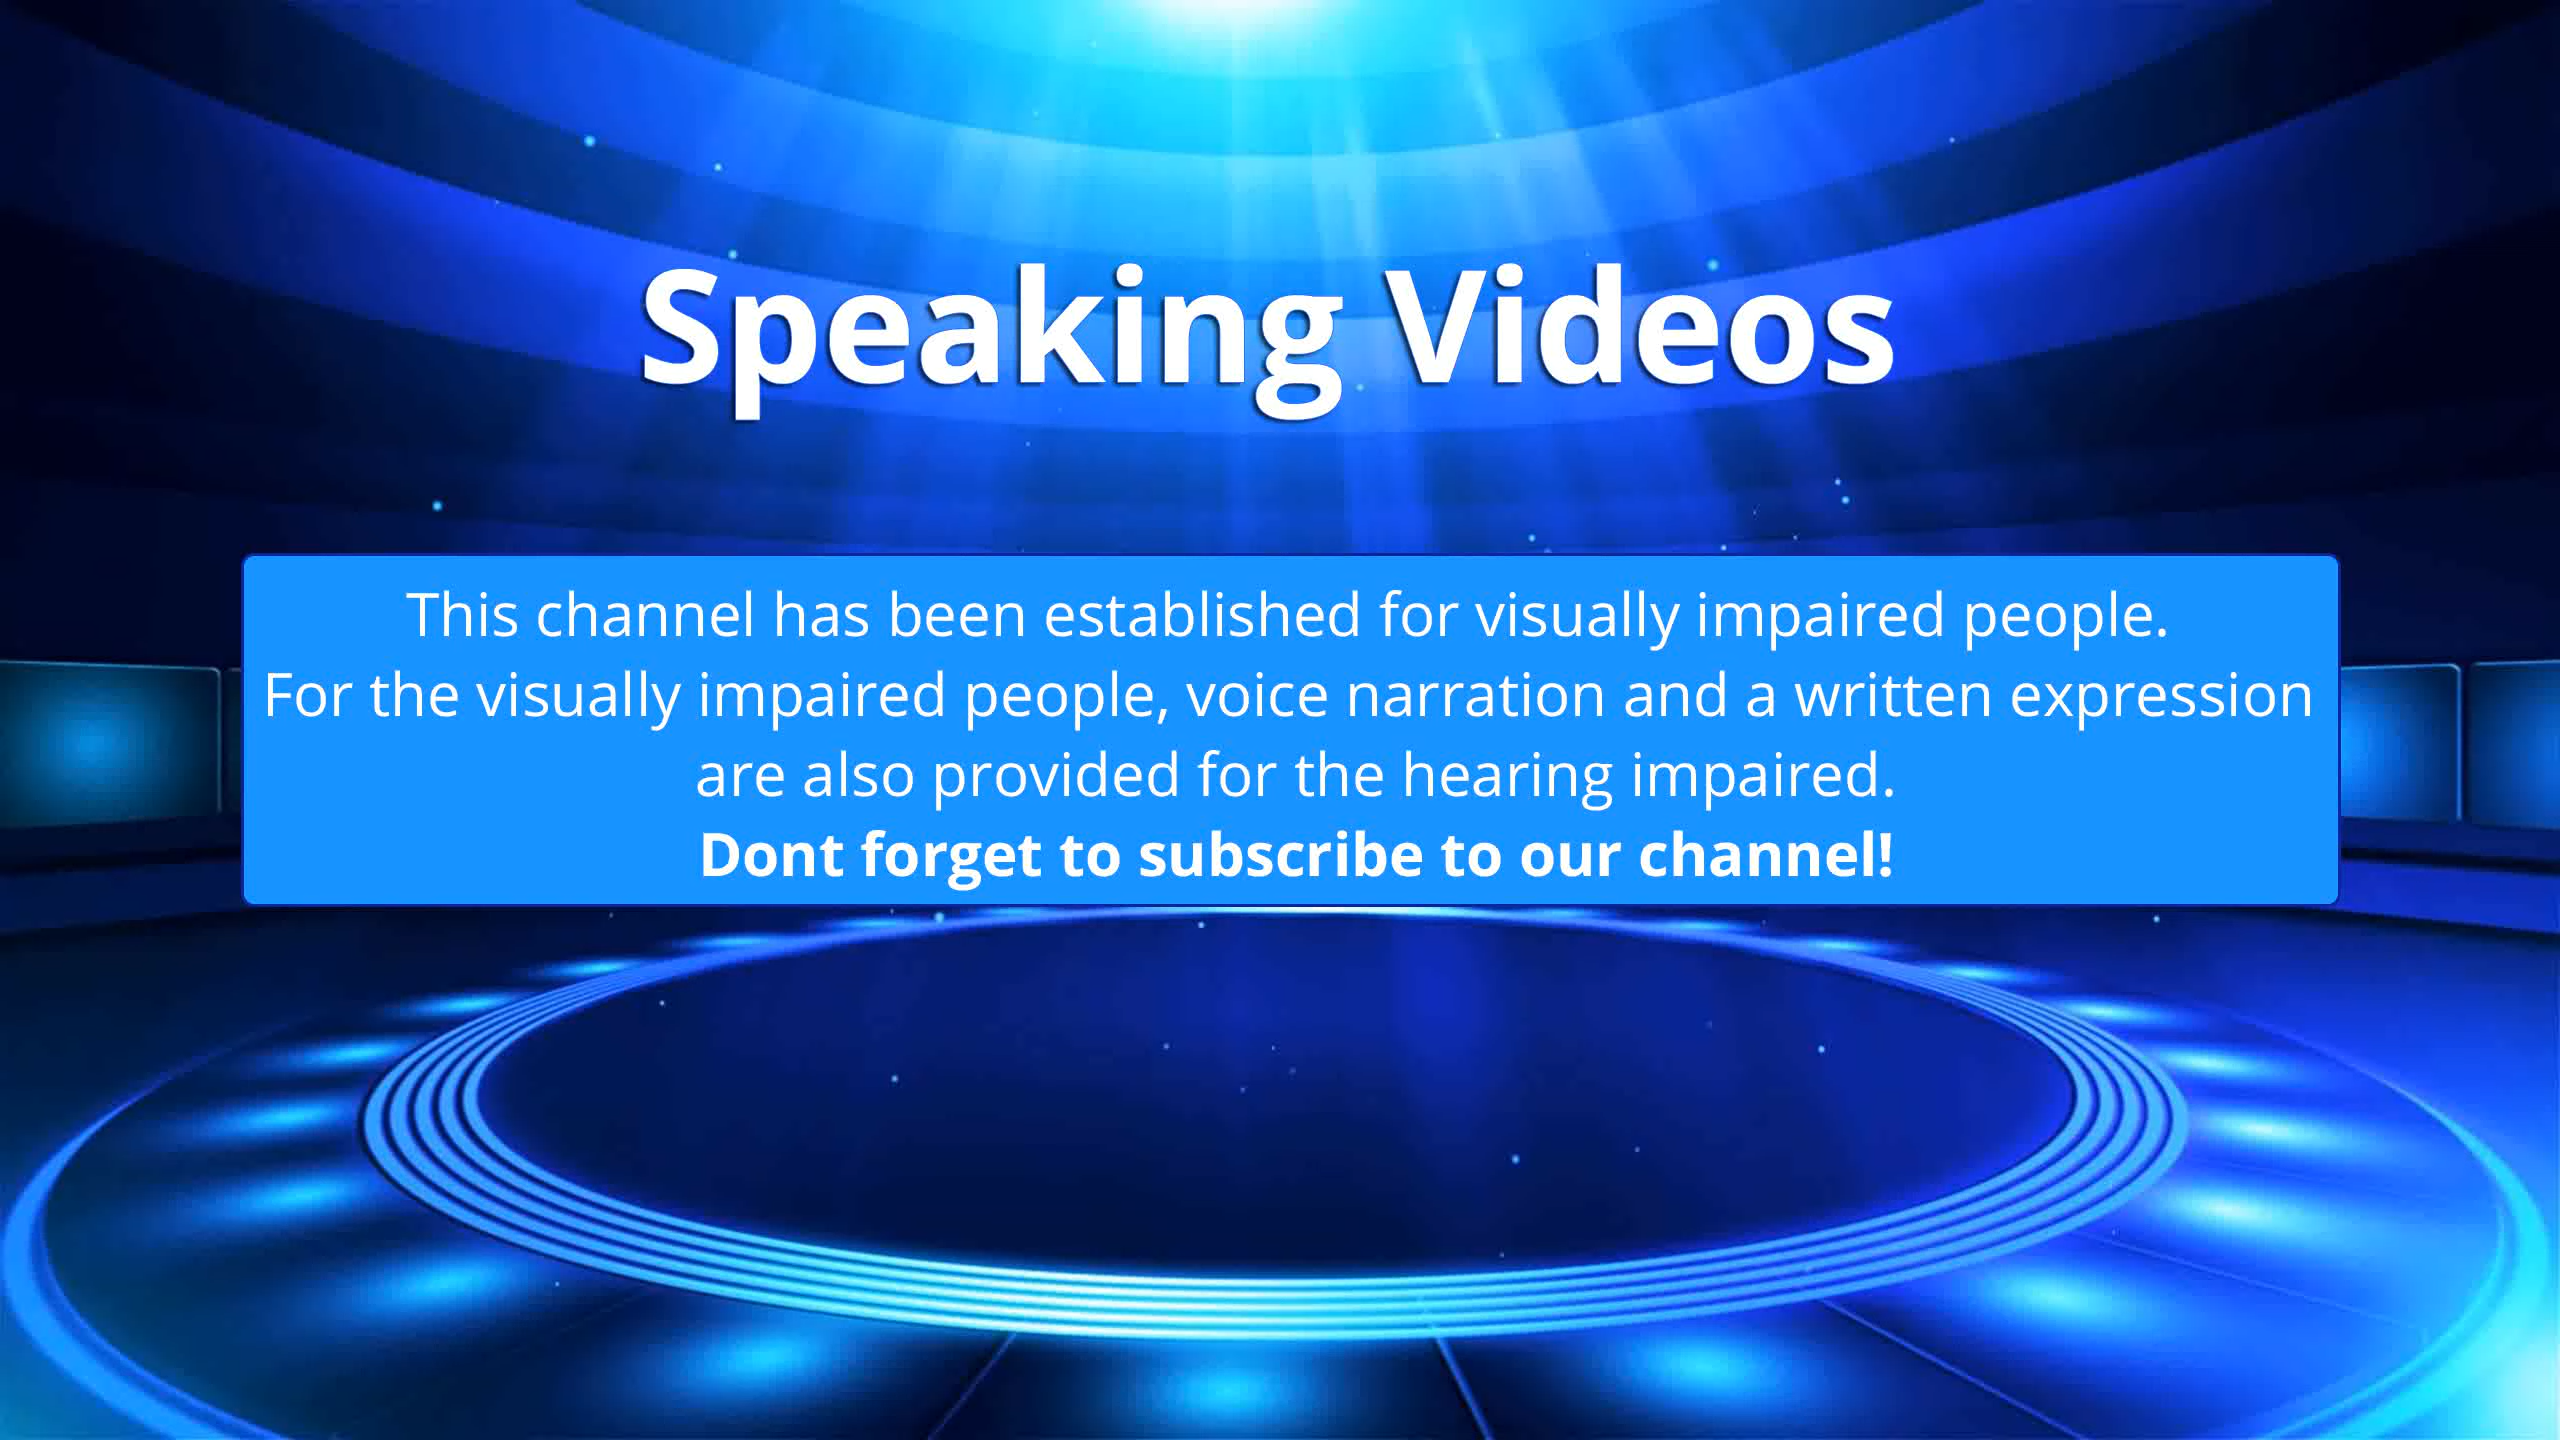 Speaking Videos
This channel has been established for visually impaired people.
For the visually impaired people, voice narration and a written expression
are also provided for the hearing impaired.
Dont forget to subscribe to our channel!